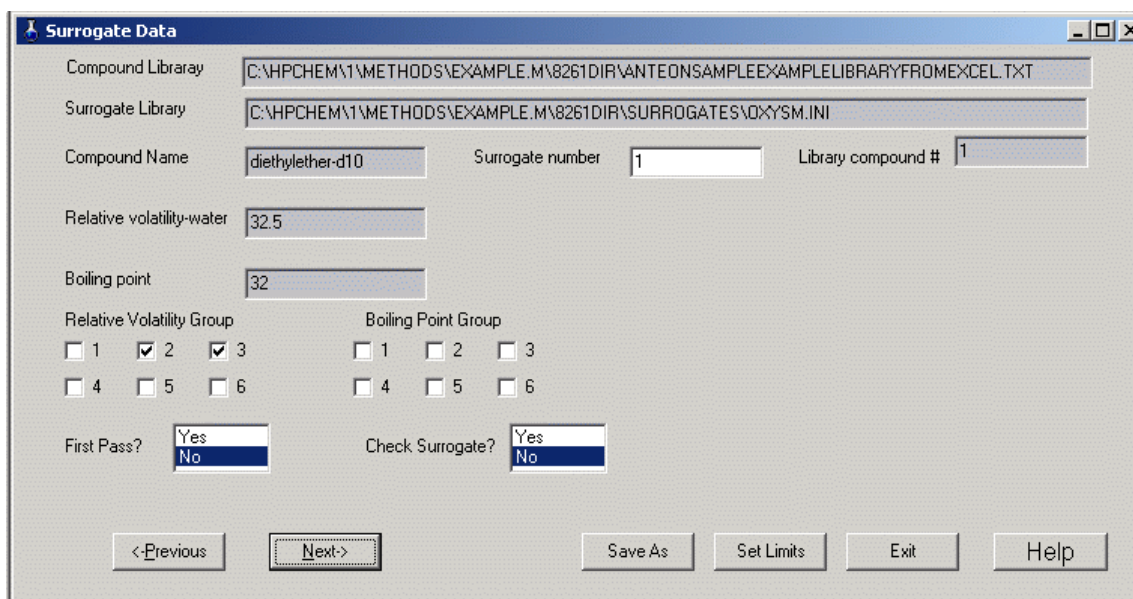 Surrogate Data
Compound Libraray C:\HPCHEM\1\METHODS\EXAMPLE.M\8261DIR\ANTEONSAMPLEEXAMPLELIBRARYFROMEXCEL.TXT
Surrogate Library C:\HPCHEM\1\METHODS\EXAMPLE.M\8261DIR\SURROGATES\OXYSM.INI
Compound Name diethylether-d10 Surrogate number 1 Library compound # 1
Relative volatility-water 32.5
Boiling point 32
Relative Volatility Group Boiling Point Group
1 2 3 1 2 3
4 5 6 4 5 6
First Pass? Yes Check Surrogate? Yes
No No
<-Previous Next-> Save As Set Limits Exit Help